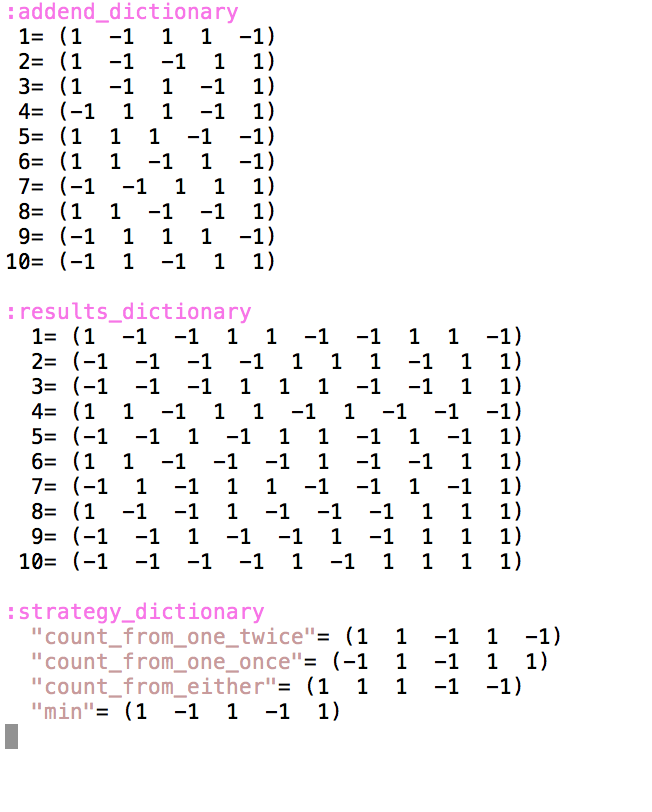 :addend_dictionary
1= (1 -1 1 1 -1)
2= (1 -1 -1 1 1)
3= (1 -1 1 -1 1)
4= (-1 1 1 -1 1)
5= (1 1 1 -1 -1)
6= (1 1 -1 1 -1)
7= (-1 -1 1 1 1)
8= (1 1 -1 -1 1)
9= (-1 1 1 1 -1)
10= (-1 1 -1 1 1)
:results_dictionary
1= (1 -1 -1 1 1 -1 -1 1 1 -1)
2= (-1 -1 -1 -1 1 1 1 -1 1 1)
3= (-1 -1 -1 1 1 1 -1 -1 1 1)
4= (1 1 -1 1 1 -1 1 -1 -1 -1)
5= (-1 -1 1 -1 1 1 -1 1 -1 1)
6= (1 1 -1 -1 -1 1 -1 -1 1 1)
7= (-1 1 -1 1 1 -1 -1 1 -1 1)
8= (1 -1 -1 1 -1 -1 -1 1 1 1)
9= (-1 -1 1 -1 -1 1 -1 1 1 1)
10= (-1 -1 -1 -1 1 -1 1 1 1 1)
:strategy_dictionary
"count_from_one_twice"= (1 1 -1 1 -1)
"count_from_one_once"= (-1 1 -1 1 1)
"count_from_either"= (1 1 1 -1 -1)
"min"= (1 -1 1 -1 1)